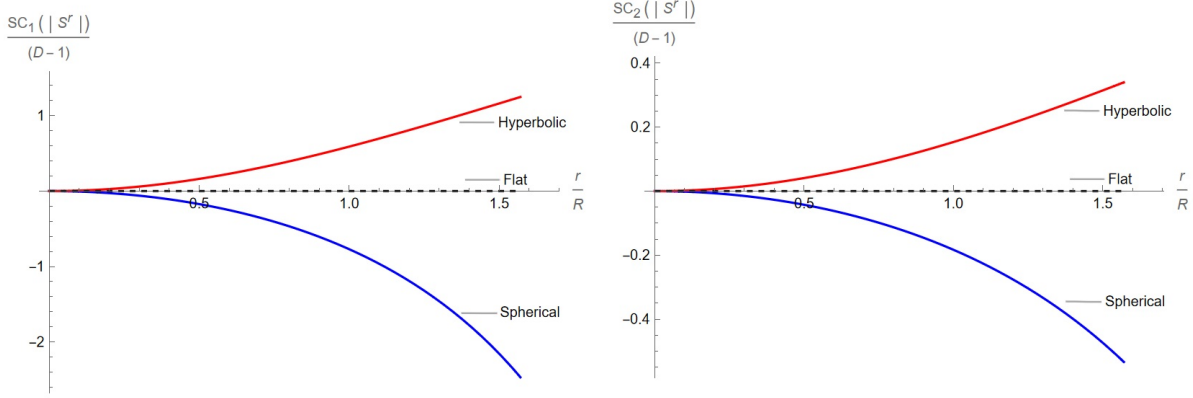 SC₁(|Sʳ|)
(D-1)
1
Hyperbolic
Flat
r
R
0.5
1.0
1.5
-1
Spherical
-2
SC₂(|Sʳ|)
(D-1)
0.4
Hyperbolic
0.2
Flat
r
R
0.5
1.0
1.5
-0.2
Spherical
-0.4